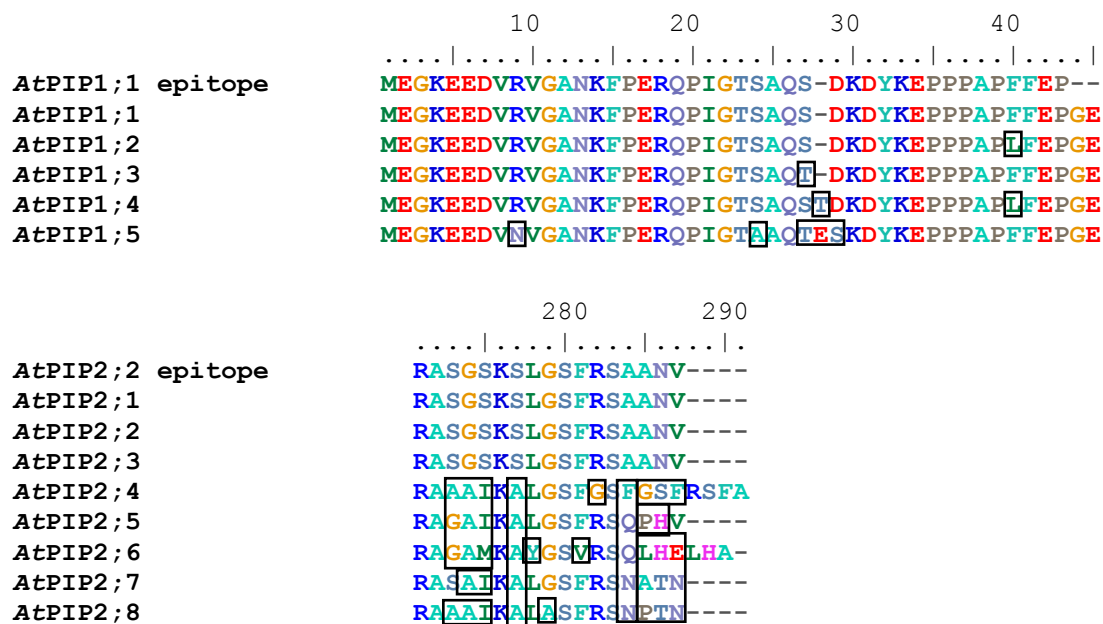 10 20 30 40
....|....|....|....|....|....|....|....|....|
AtPIP1;1 epitope MEGKEEDVRVGANKFPERQPIGTSAQS-DKDYKEPPPAPFFEP--
AtPIP1;1 MEGKEEDVRVGANKFPERQPIGTSAQS-DKDYKEPPPAPFFEPGE
AtPIP1;2 MEGKEEDVRVGANKFPERQPIGTSAQS-DKDYKEPPPAPLFEPGE
AtPIP1;3 MEGKEEDVRVGANKFPERQPIGTSAQT-DKDYKEPPPAPFFEPGE
AtPIP1;4 MEGKEEDVRVGANKFPERQPIGTSAQSTDKDYKEPPPAPLFEPGE
AtPIP1;5 MEGKEEDVNVGANKFPERQPIGTAAQTESKDYKEPPPAPFFEPGE
280 290
....|....|....|....|.
AtPIP2;2 epitope RASGSKSLGSFRSAANV----
AtPIP2;1 RASGSKSLGSFRSAANV----
AtPIP2;2 RASGSKSLGSFRSAANV----
AtPIP2;3 RASGSKSLGSFRSAANV----
AtPIP2;4 RAAAIKALGSFGSFGSFRSFA
AtPIP2;5 RAGAIKALGSFRSQPHV----
AtPIP2;6 RAGAMKAYGSVRSQLHELHA-
AtPIP2;7 RASAIKALGSFRSNATN----
AtPIP2;8 RAAAIKALASFRSNPTN----